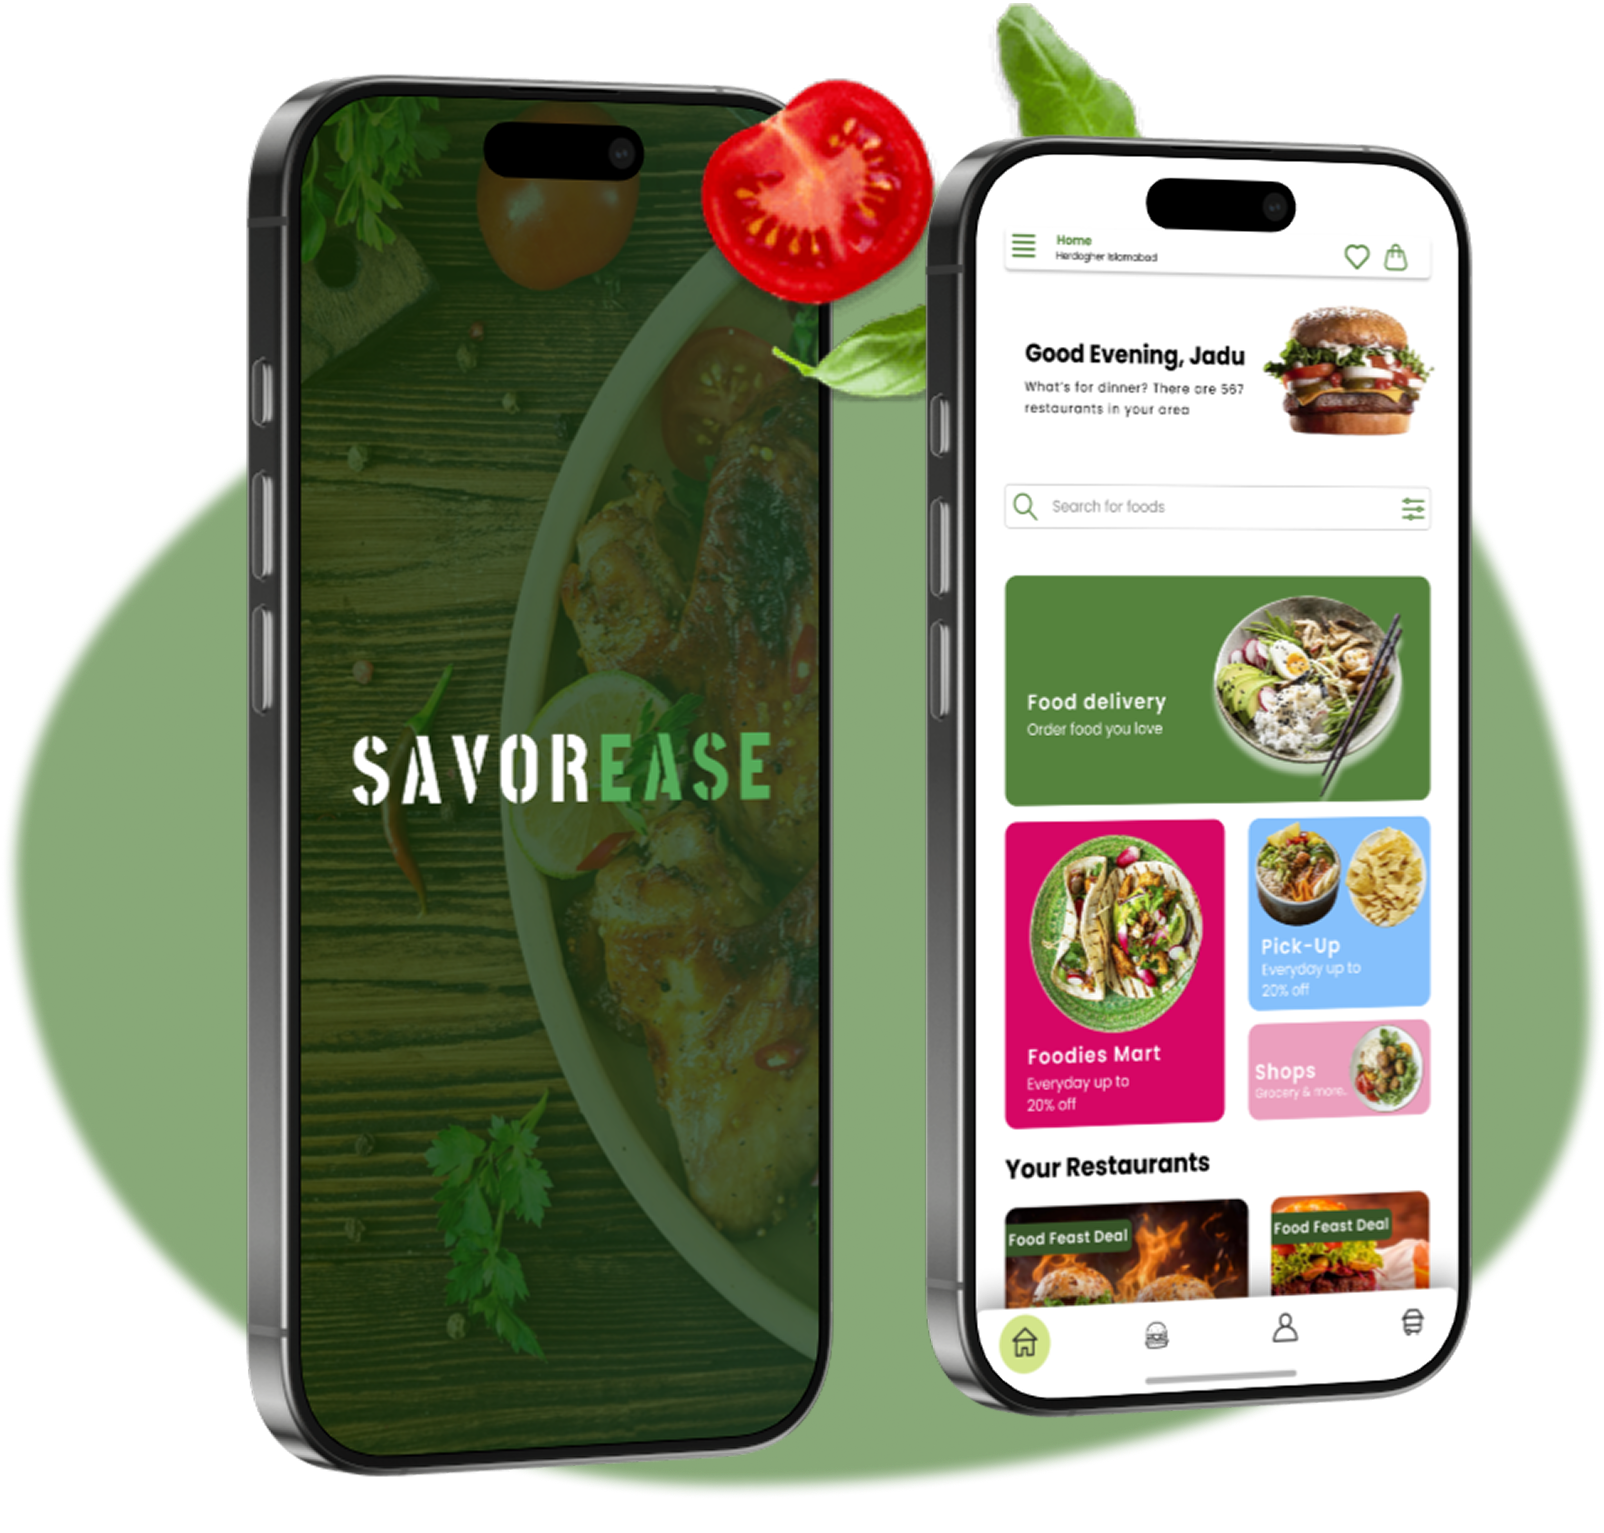 SAVOREASE
Home
Herdogher Islamabad
Good Evening, Jadu
What's for dinner? There are 567
restaurants in your area
Search for foods
Food delivery
Order food you love
Foodies Mart
Everyday up to
20% off
Pick-Up
Everyday up to
20% off
Shops
Grocery & more.
Your Restaurants
Food Feast Deal
Food Feast Deal